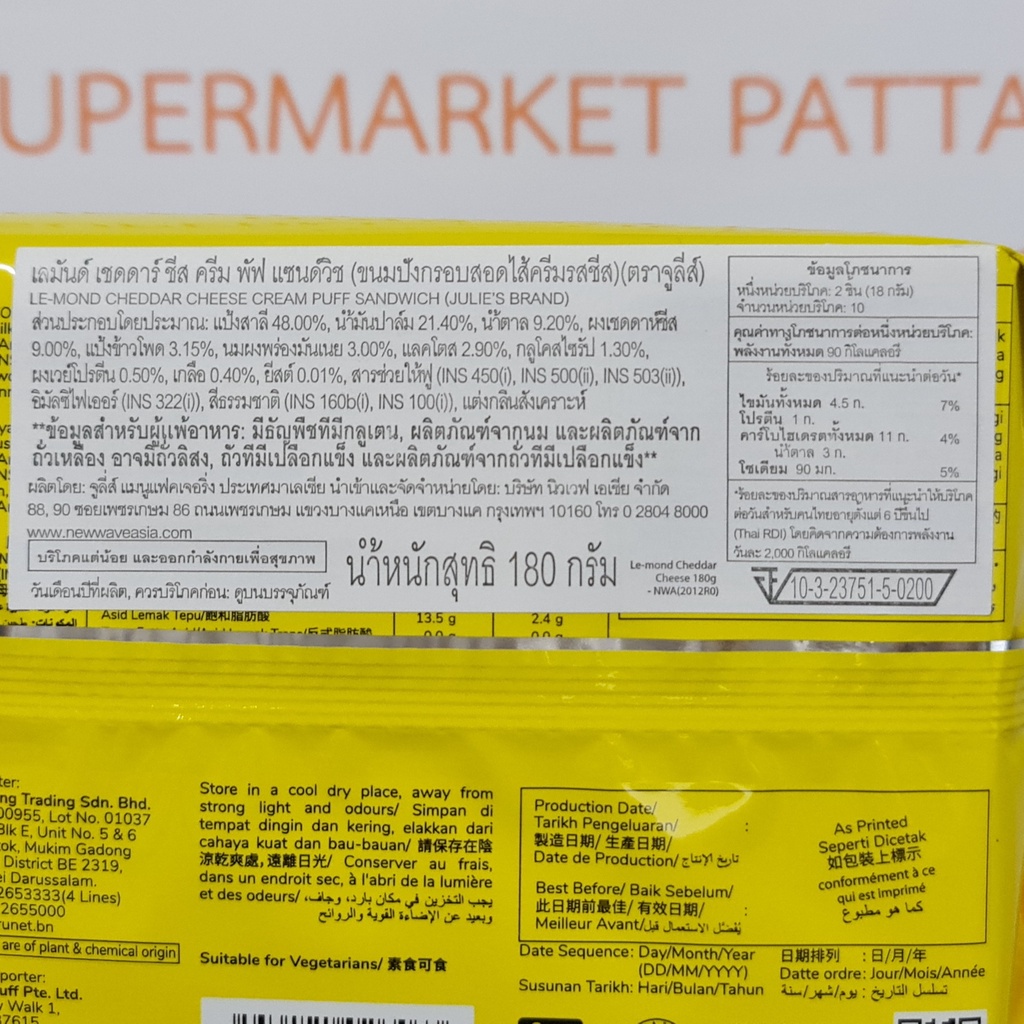 UPERMARKET PATTA
เลมันด์ เชดดาร์ ชีส ครีม พัฟ แซนด์วิช (ขนมปังกรอบสอดไส้ครีมรสชีส)(ตราจูลี่ส์)
LE-MOND CHEDDAR CHEESE CREAM PUFF SANDWICH (JULIE'S BRAND)
ส่วนประกอบโดยประมาณ: แป้งสาลี 48.00%, น้ำมันปาล์ม 21.40%, น้ำตาล 9.20%, ผงเชดดาห์ชีส
9.00%, แป้งข้าวโพด 3.15%, นมผงพร่องมันเนย 3.00%, แลคโตส 2.90%, กลูโคสไซรัป 1.30%,
ผงเวย์โปรตีน 0.50%, เกลือ 0.40%, ยีสต์ 0.01%, สารช่วยให้ฟู (INS 450(i), INS 500(ii), INS 503(ii)),
อิมัลซิไฟเออร์ (INS 322(i)), สีธรรมชาติ (INS 160b(i), INS 100(i)), แต่งกลิ่นสังเคราะห์
**ข้อมูลสำหรับผู้แพ้อาหาร: มีธัญพืชที่มีกลูเตน, ผลิตภัณฑ์จากนม และผลิตภัณฑ์จาก
ถั่วเหลือง อาจมีถั่วลิสง, ถั่วที่มีเปลือกแข็ง และผลิตภัณฑ์จากถั่วที่มีเปลือกแข็ง**
ผลิตโดย: จูลี่ส์ แมนูแฟคเจอริ่ง ประเทศมาเลเซีย นำเข้าและจัดจำหน่ายโดย: บริษัท นิวเวฟ เอเชีย จำกัด
88, 90 ซอยเพชรเกษม 86 ถนนเพชรเกษม แขวงบางแคเหนือ เขตบางแค กรุงเทพฯ 10160 โทร 0 2804 8000
www.newwaveasia.com
บริโภคแต่น้อย และออกกำลังกายเพื่อสุขภาพ
วันเดือนปีที่ผลิต, ควรบริโภคก่อน: ดูบนบรรจุภัณฑ์
น้ำหนักสุทธิ 180 กรัม
Le-mond Cheddar
Cheese 180g
- NWA(2012R0)
ข้อมูลโภชนาการ
หนึ่งหน่วยบริโภค: 2 ชิ้น (18 กรัม)
จำนวนหน่วยบริโภค: 10
คุณค่าทางโภชนาการต่อหนึ่งหน่วยบริโภค:
พลังงานทั้งหมด 90 กิโลแคลอรี
ร้อยละของปริมาณที่แนะนำต่อวัน*
ไขมันทั้งหมด 4.5 ก. 7%
โปรตีน 1 ก.
คาร์โบไฮเดรตทั้งหมด 11 ก. 4%
น้ำตาล 3 ก.
โซเดียม 90 มก. 5%
*ร้อยละของปริมาณสารอาหารที่แนะนำให้บริโภค
ต่อวันสำหรับคนไทยอายุตั้งแต่ 6 ปีขึ้นไป
(Thai RDI) โดยคิดจากความต้องการพลังงาน
วันละ 2,000 กิโลแคลอรี
10-3-23751-5-0200
Asid Lemak Tepu/飽和脂肪酸 13.5 g 2.4 g
ter:
ng Trading Sdn. Bhd.
00955, Lot No. 01037
Blk E, Unit No. 5 & 6
ok, Mukim Gadong
District BE 2319,
ei Darussalam.
2653333(4 Lines)
2655000
unet.bn
are of plant & chemical origin
porter:
uff Pte. Ltd.
Walk 1,
37615
Store in a cool dry place, away from
strong light and odours/ Simpan di
tempat dingin dan kering, elakkan dari
cahaya kuat dan bau-bauan/ 請保存在陰
涼乾爽處,遠離日光/ Conserver au frais,
dans un endroit sec, à l'abri de la lumière
et des odeurs/ يجب التخزين في مكان بارد، وجاف،
وبعيد عن الإضاءة القوية والروائح
Suitable for Vegetarians/ 素食可食
Production Date/
Tarikh Pengeluaran/ :
製造日期/ 生產日期/
Date de Production/ تاريخ الإنتاج
As Printed
Seperti Dicetak
如包裝上標示
conformément à ce
qui est imprimé
كما هو مطبوع
Best Before/ Baik Sebelum/
此日期前最佳/ 有效日期/ :
Meilleur Avant/ يُفضّل الاستعمال قبل
Date Sequence: Day/Month/Year
(DD/MM/YYYY)
Susunan Tarikh: Hari/Bulan/Tahun
日期排列 : 日/月/年
Datte ordre: Jour/Mois/Année
تسلسل التاريخ : يوم/شهر/سنة